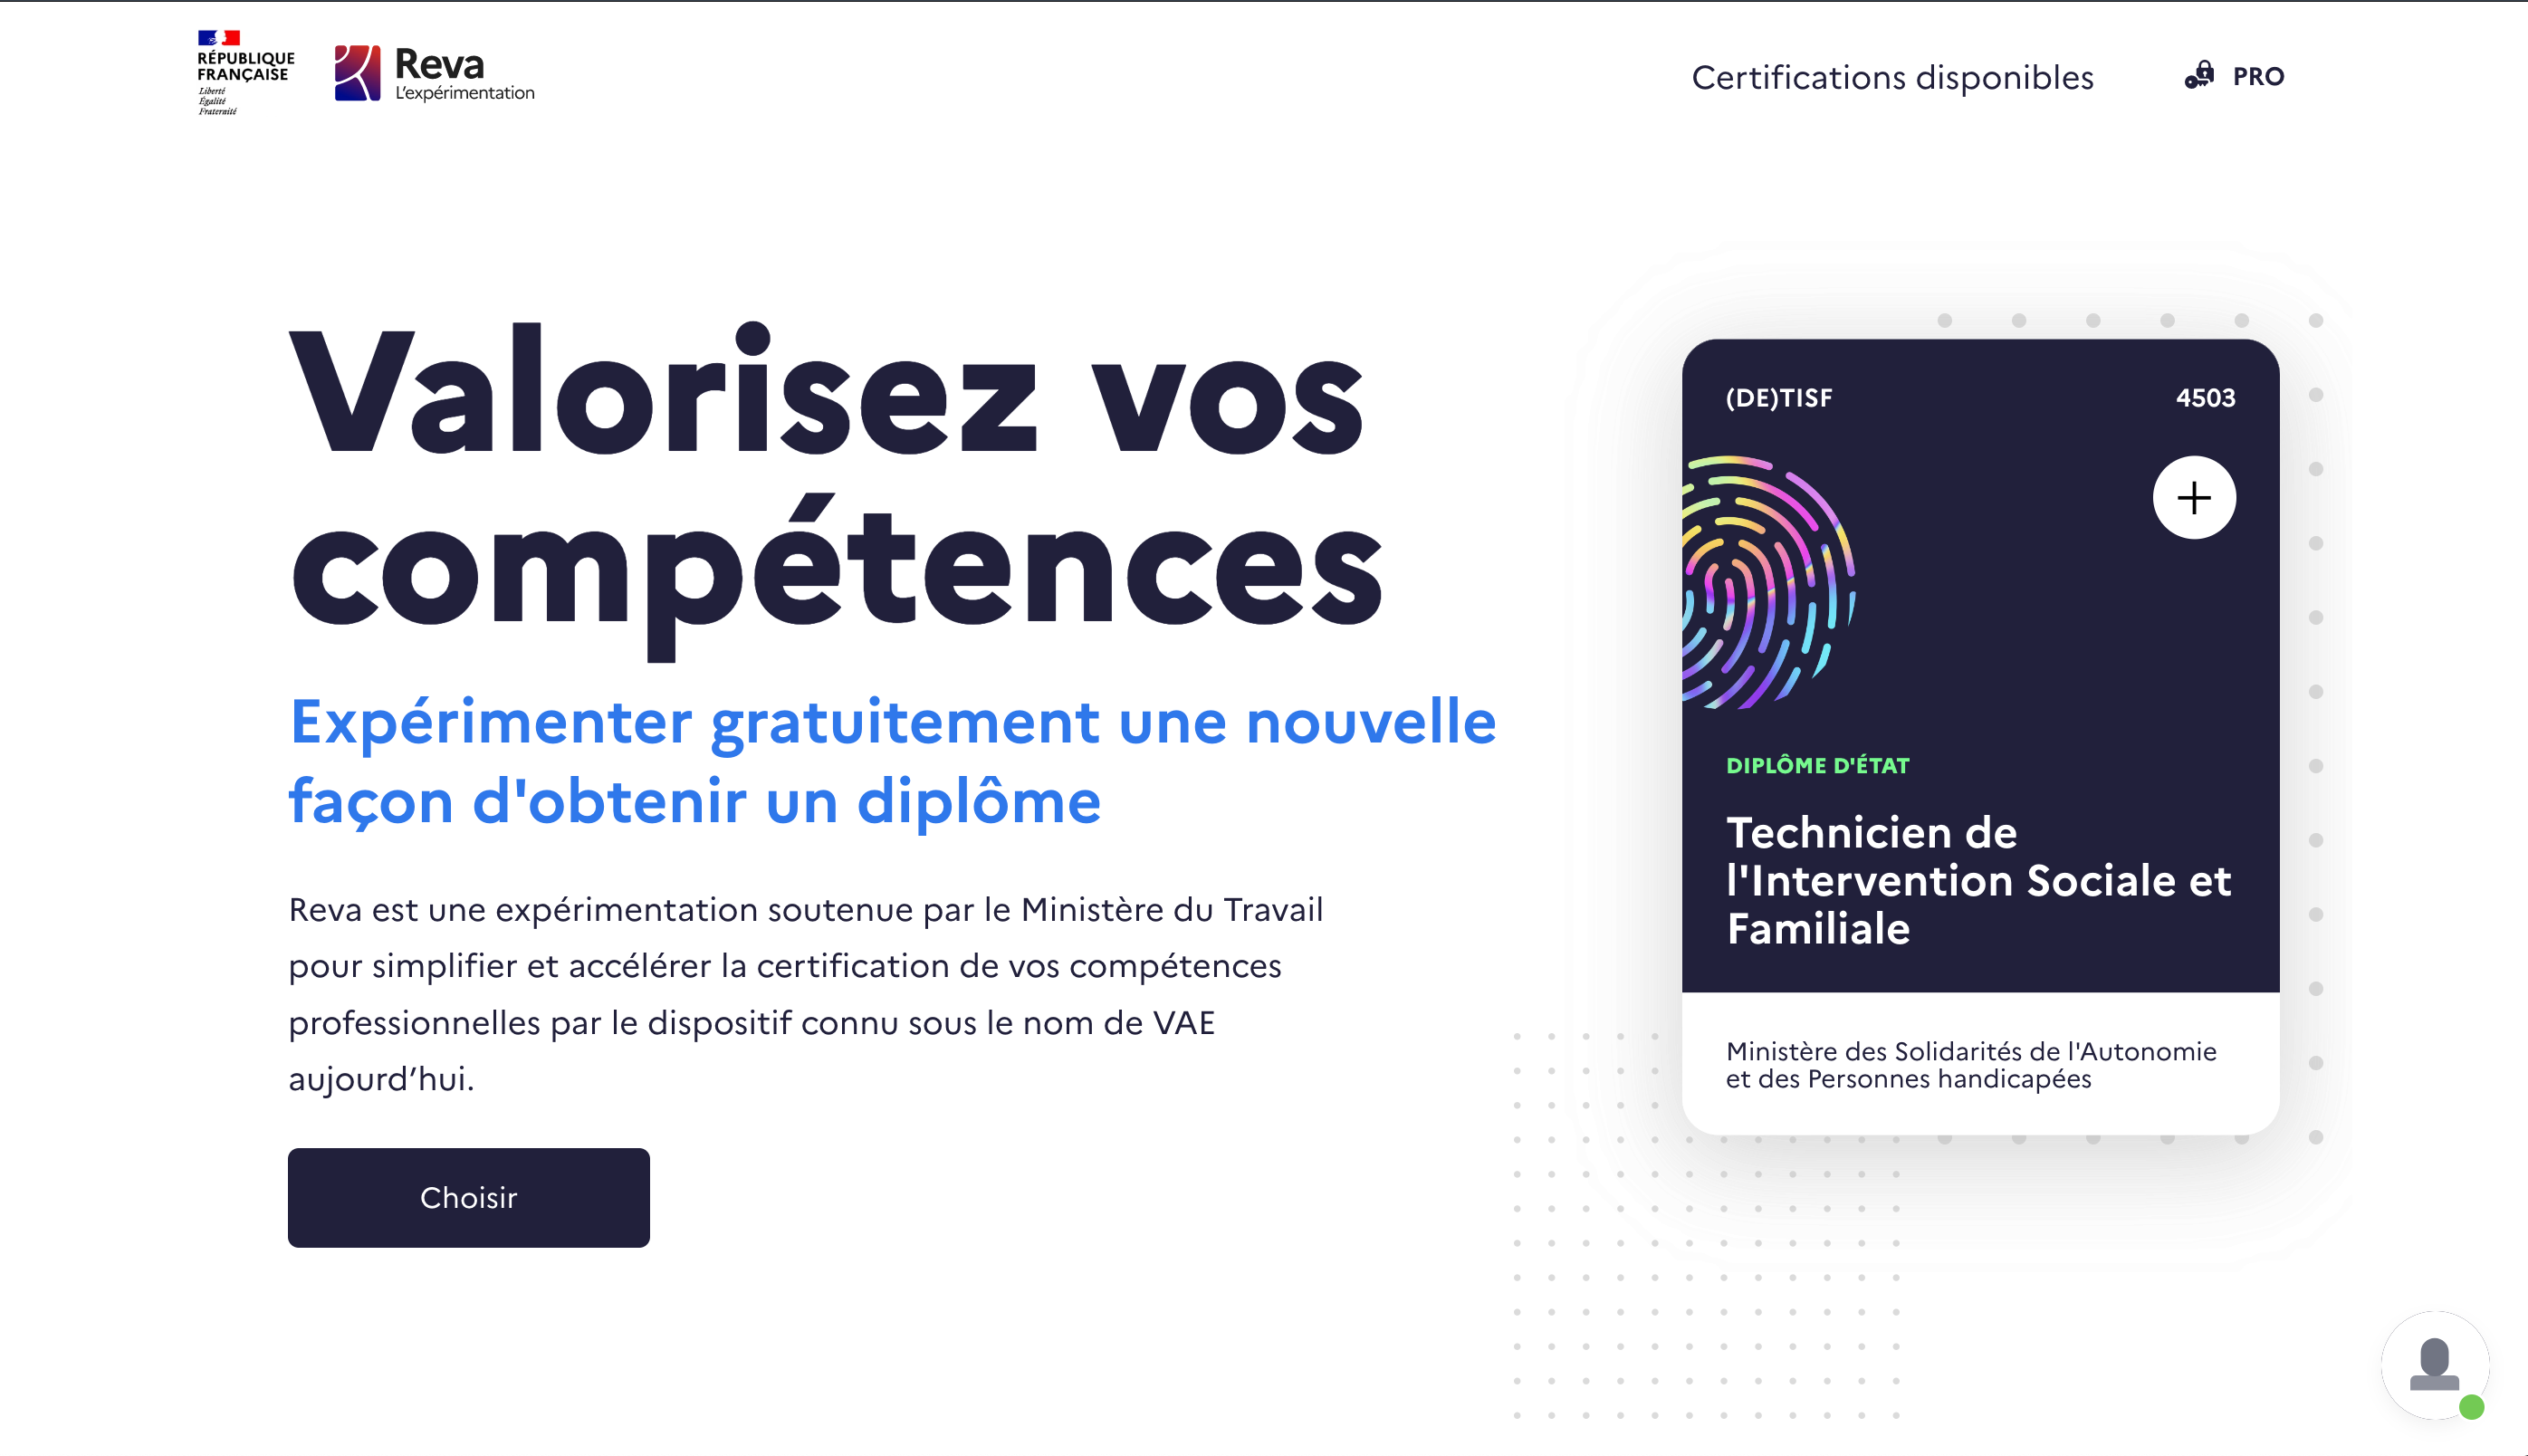 RÉPUBLIQUE
FRANÇAISE
Liberté
Égalité
Fraternité
Reva
L'expérimentation
Certifications disponibles
PRO
Valorisez vos
compétences
Expérimenter gratuitement une nouvelle
façon d'obtenir un diplôme
Reva est une expérimentation soutenue par le Ministère du Travail
pour simplifier et accélérer la certification de vos compétences
professionnelles par le dispositif connu sous le nom de VAE
aujourd’hui.
Choisir
(DE)TISF
4503
DIPLÔME D'ÉTAT
Technicien de
l'Intervention Sociale et
Familiale
Ministère des Solidarités de l'Autonomie
et des Personnes handicapées